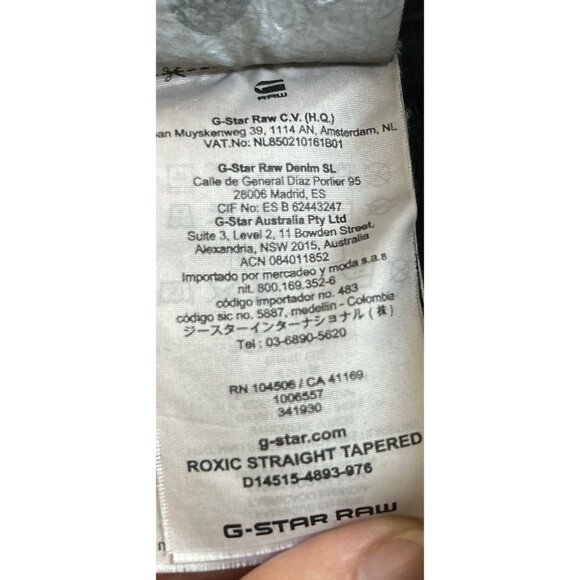 RAW
G-Star Raw C.V. (H.Q.)
Muyskenweg 39, 1114 AN, Amsterdam, NL
VAT.No: NL850210161B01
G-Star Raw Denim SL
Calle de General Diaz Porlier 95
28006 Madrid, ES
CIF No: ES B 62443247
G-Star Australia Pty Ltd
Suite 3, Level 2, 11 Bowden Street.
Alexandria, NSW 2015, Australia
ACN 084011852
Importado por mercadeo y moda s.a.s
nit. 800.169.352-6
código importador no. 483
código sic no. 5887, medellin - Colombia
ジースターインターナショナル(株)
Tel : 03-6890-5620
RN 104506 / CA 41169
1006557
341930
g-star.com
ROXIC STRAIGHT TAPERED
D14515-4893-976
G-STAR RAW